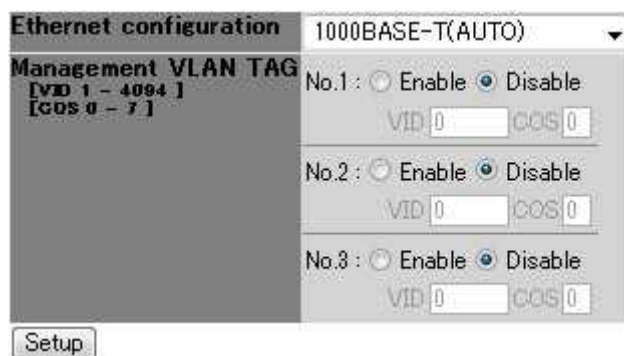 Ethernet configuration 1000BASE-T(AUTO)
Management VLAN TAG
[VID 1 - 4094 ]
[COS 0 - 7 ]
No.1 : Enable Disable
VID 0 COS 0
No.2 : Enable Disable
VID 0 COS 0
No.3 : Enable Disable
VID 0 COS 0
Setup